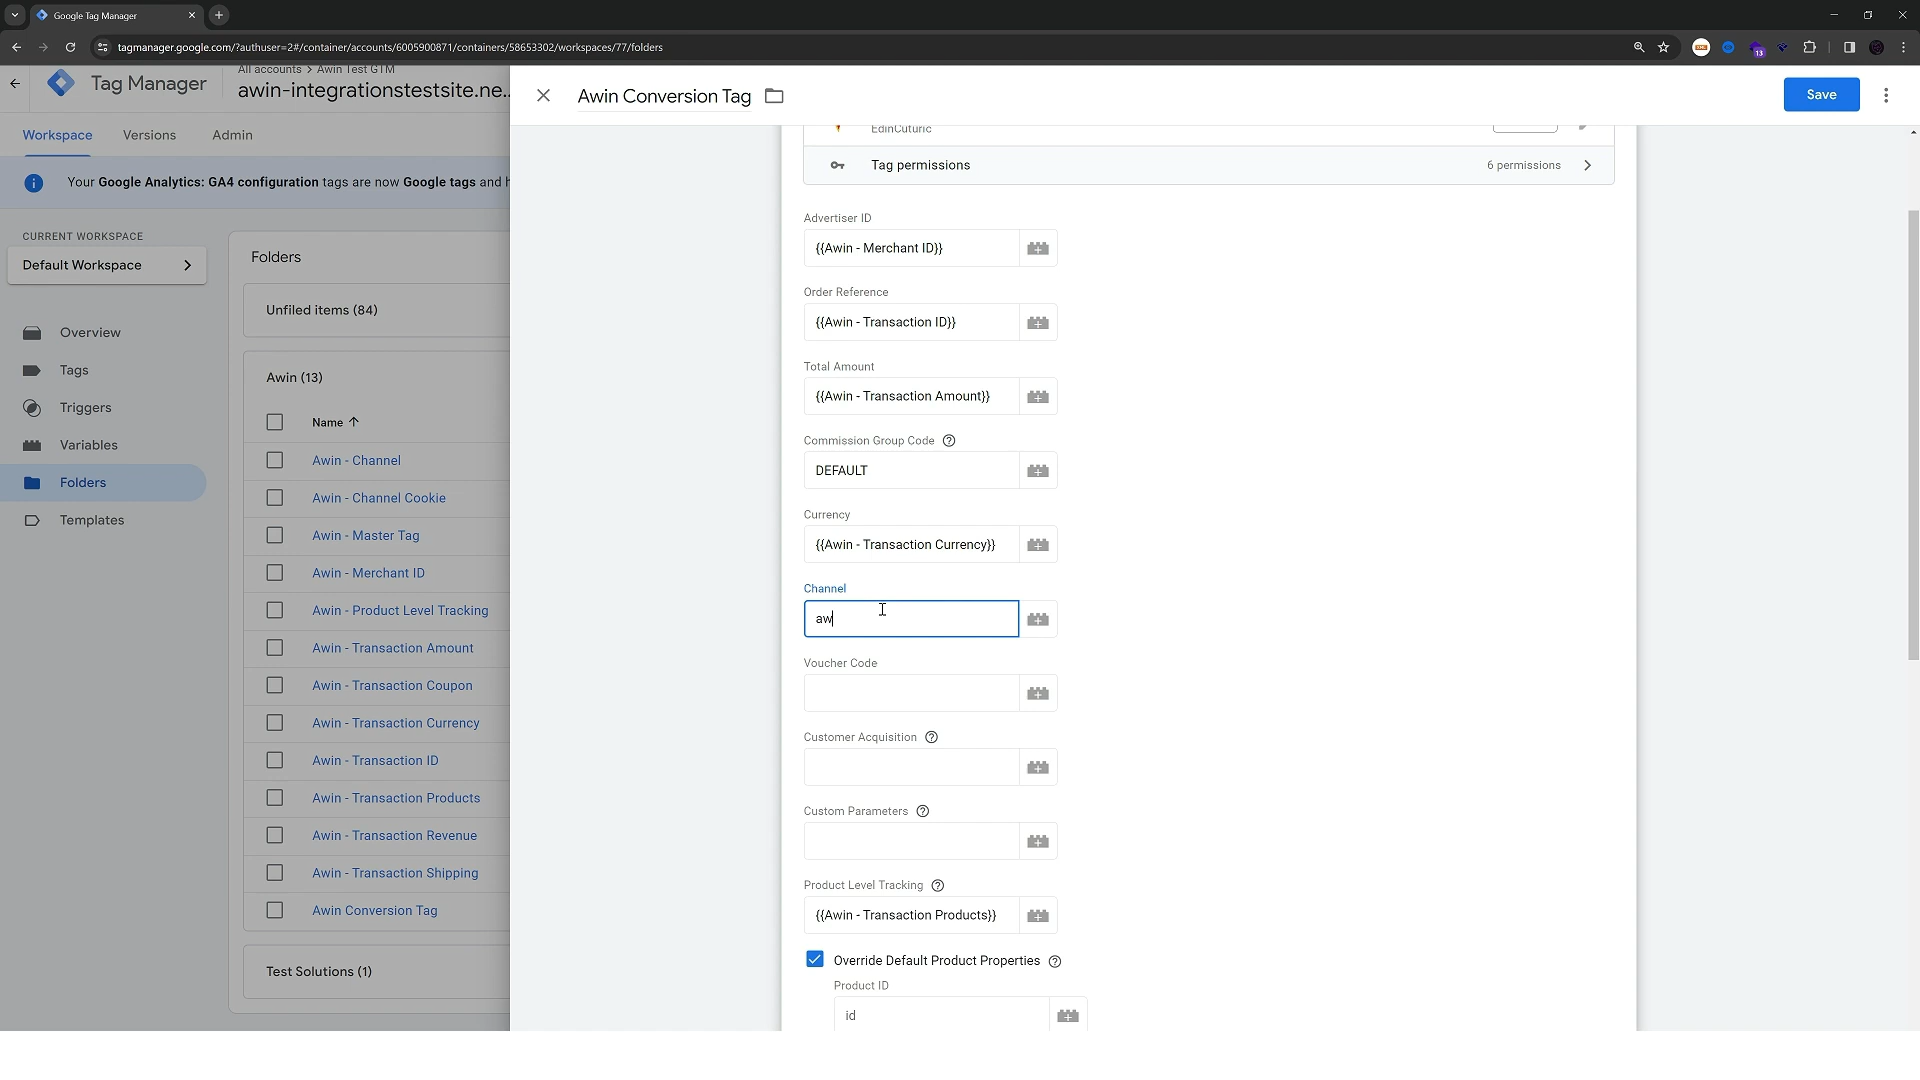 Google Tag Manager
tagmanager.google.com/?authuser=2#/container/accounts/6005900871/containers/58653302/workspaces/77/folders
13
Tag Manager
All accounts > Awin Test GTM
awin-integrationstestsite.ne...
Awin Conversion Tag
Save
Workspace
Versions
Admin
Your Google Analytics: GA4 configuration tags are now Google tags and h
CURRENT WORKSPACE
Default Workspace
Overview
Tags
Triggers
Variables
Folders
Templates
Folders
Unfiled items (84)
Awin (13)
Name
Awin - Channel
Awin - Channel Cookie
Awin - Master Tag
Awin - Merchant ID
Awin - Product Level Tracking
Awin - Transaction Amount
Awin - Transaction Coupon
Awin - Transaction Currency
Awin - Transaction ID
Awin - Transaction Products
Awin - Transaction Revenue
Awin - Transaction Shipping
Awin Conversion Tag
Test Solutions (1)
EdinCuturic
Tag permissions
6 permissions
Advertiser ID
{{Awin - Merchant ID}}
Order Reference
{{Awin - Transaction ID}}
Total Amount
{{Awin - Transaction Amount}}
Commission Group Code
DEFAULT
Currency
{{Awin - Transaction Currency}}
Channel
aw
Voucher Code
Customer Acquisition
Custom Parameters
Product Level Tracking
{{Awin - Transaction Products}}
Override Default Product Properties
Product ID
id